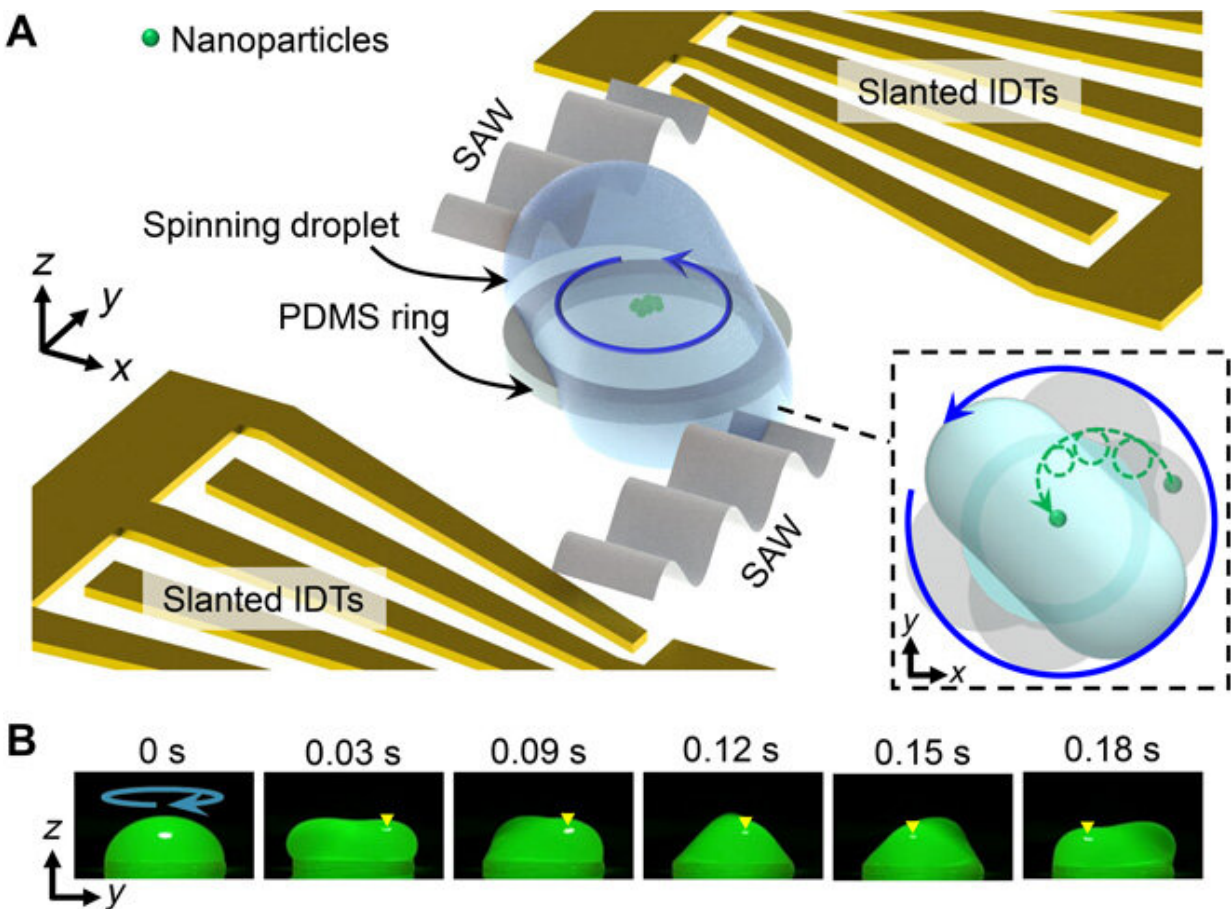 A
Nanoparticles
Slanted IDTs
SAW
Spinning droplet
PDMS ring
z
y
x
SAW
Slanted IDTs
y
x
B
0 s
0.03 s
0.09 s
0.12 s
0.15 s
0.18 s
z
y